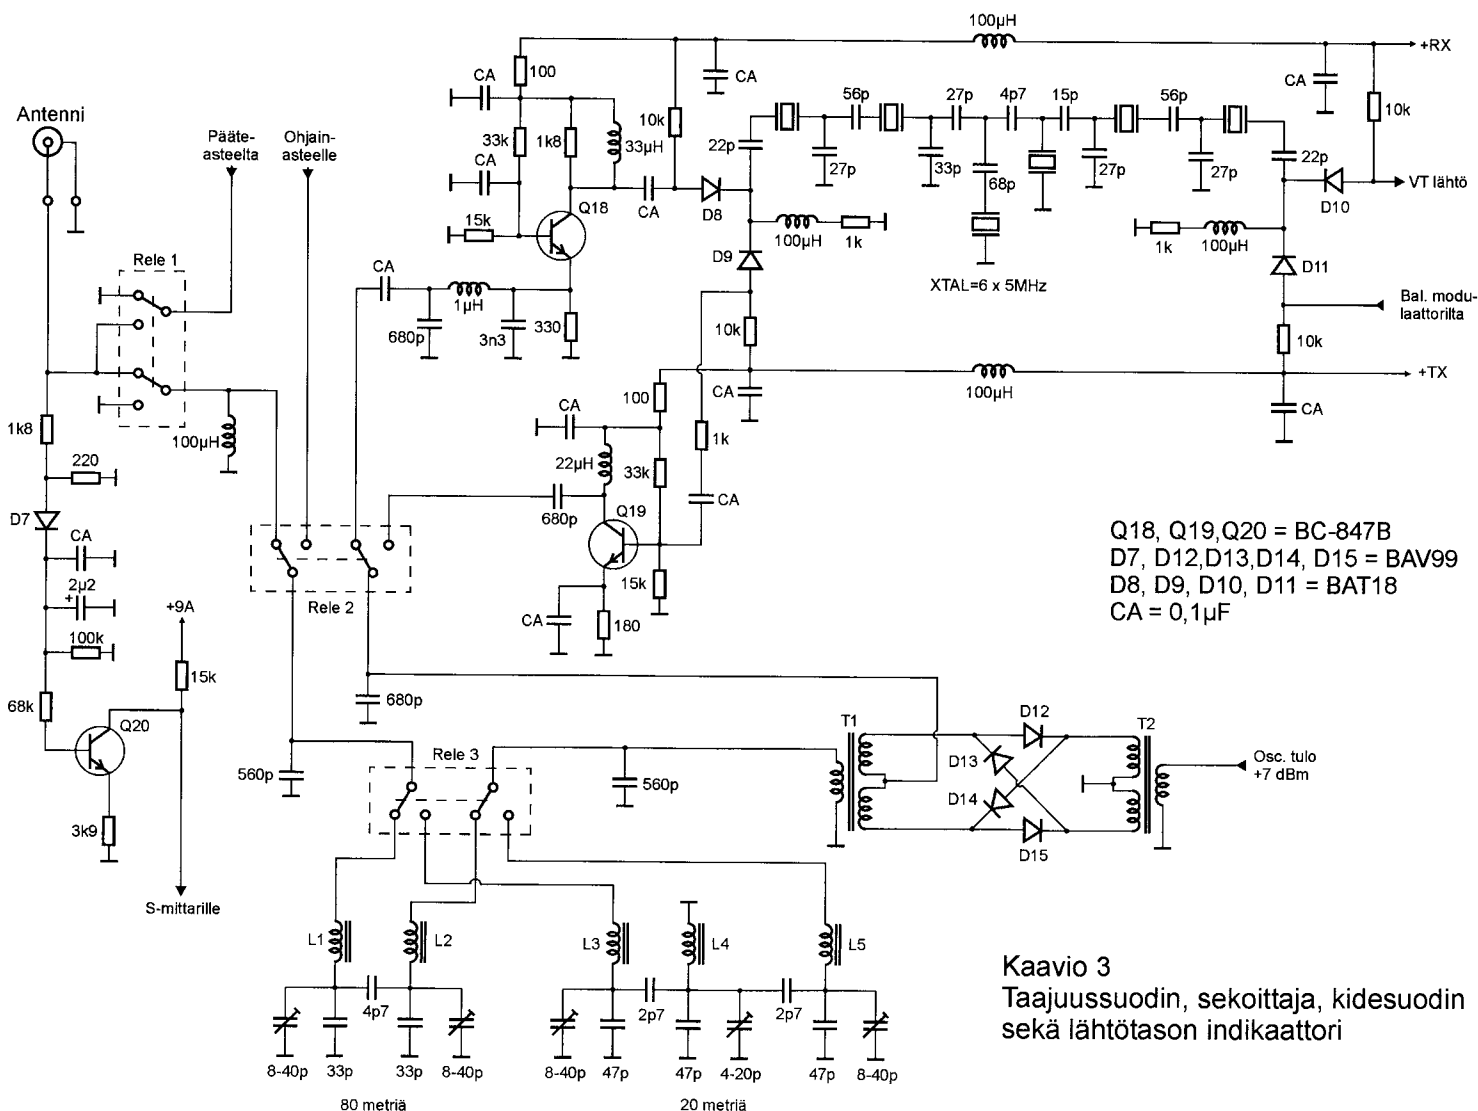 100µH
+RX
CA
100
CA
CA
10k
Antenni
Pääte-
asteelta
Ohjain-
asteelle
33k
1k8
33µH
10k
56p
27p
4p7
15p
56p
22p
27p
33p
68p
27p
27p
22p
CA
15k
Q18
CA
D8
D10
VT lähtö
100µH
1k
1k
100µH
Rele 1
CA
D9
D11
1µH
XTAL=6 x 5MHz
Bal. modu-
laattorilta
680p
3n3
330
10k
10k
+TX
100
CA
100µH
CA
CA
1k8
100µH
1k
22µH
33k
220
CA
680p
Q19
D7
CA
2µ2
+
15k
Rele 2
CA
180
Q18, Q19,Q20 = BC-847B
D7, D12,D13,D14, D15 = BAV99
D8, D9, D10, D11 = BAT18
CA = 0,1µF
+9A
100k
15k
68k
Q20
680p
T1
D12
T2
D13
Rele 3
Osc. tulo
+7 dBm
560p
560p
D14
3k9
D15
S-mittarille
L1
L2
L3
L4
L5
4p7
2p7
2p7
8-40p
33p
33p
8-40p
8-40p
47p
47p
4-20p
47p
8-40p
80 metriä
20 metriä
Kaavio 3
Taajuussuodin, sekoittaja, kidesuodin
sekä lähtötason indikaattori